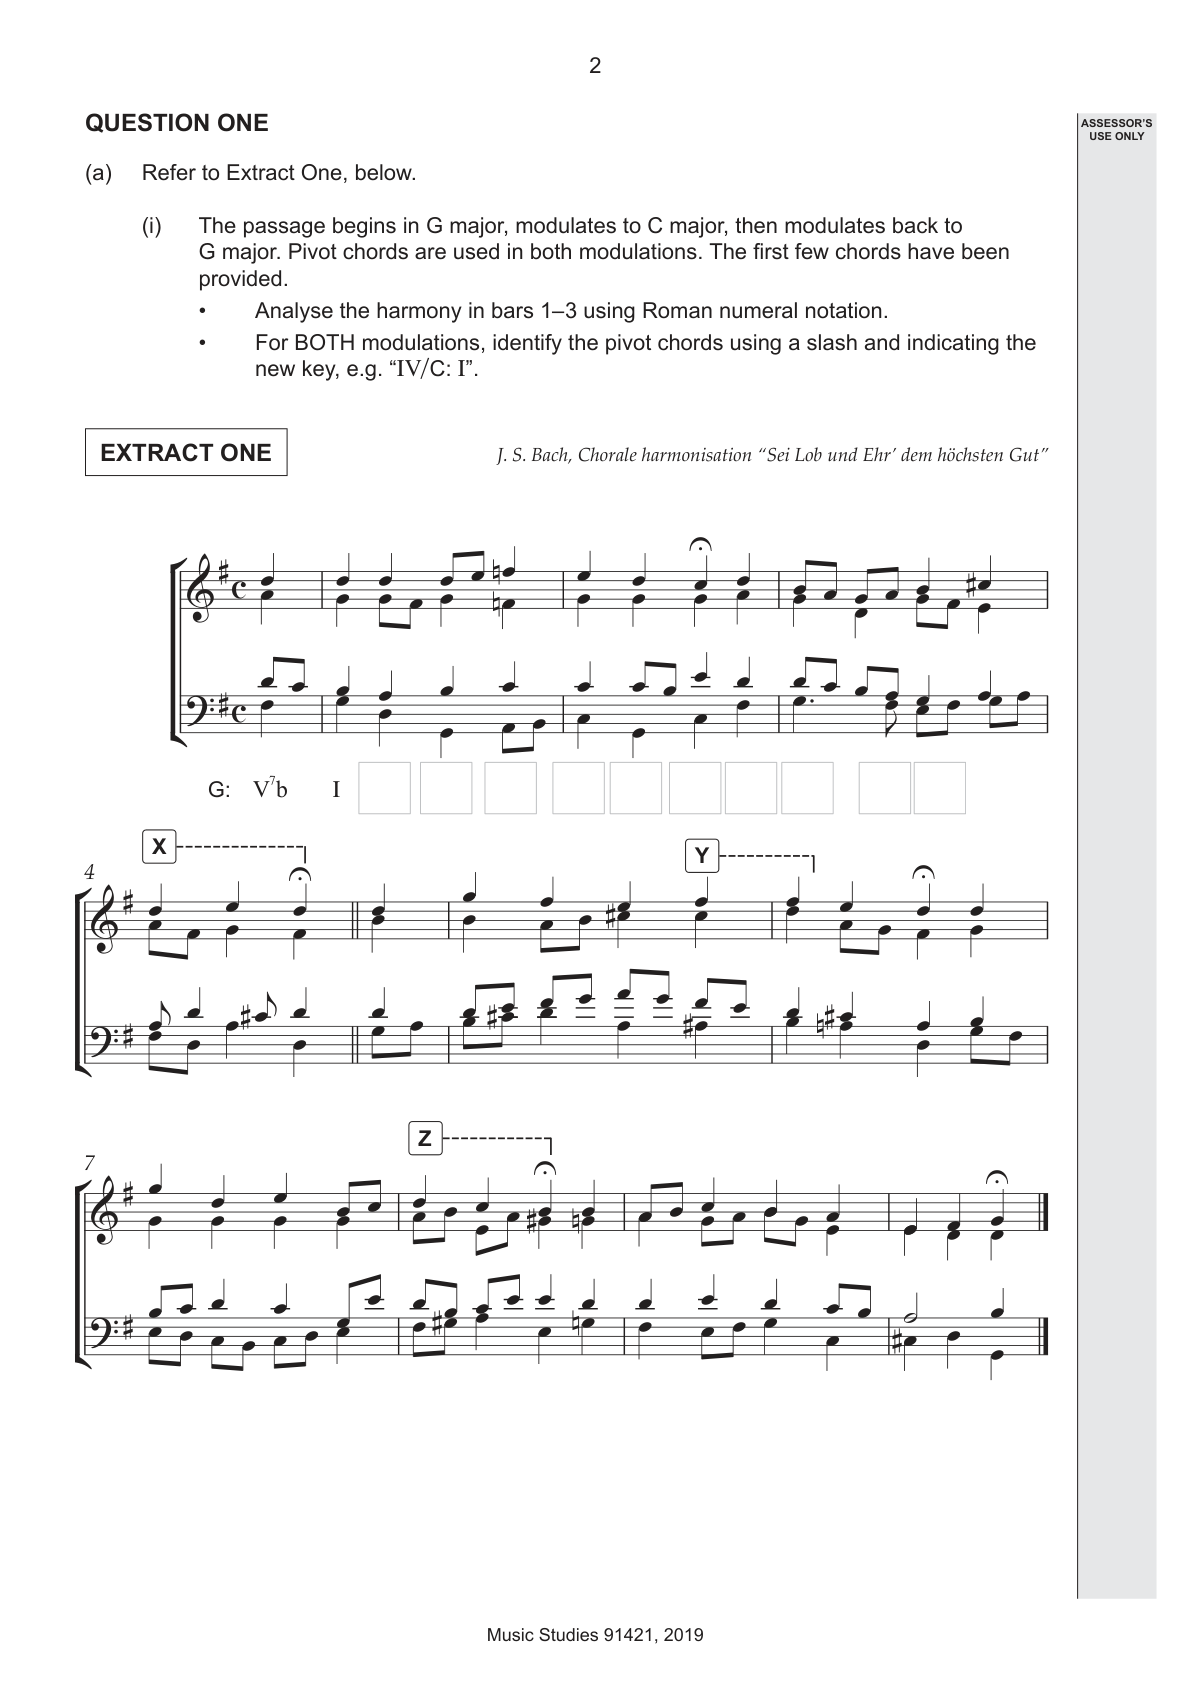 2
QUESTION ONE
ASSESSOR'S
USE ONLY
(a) Refer to Extract One, below.
(i) The passage begins in G major, modulates to C major, then modulates back to
G major. Pivot chords are used in both modulations. The first few chords have been
provided.
• Analyse the harmony in bars 1–3 using Roman numeral notation.
• For BOTH modulations, identify the pivot chords using a slash and indicating the
new key, e.g. “IV/C: I”.
EXTRACT ONE
J. S. Bach, Chorale harmonisation “Sei Lob und Ehr’ dem höchsten Gut”
G: V⁷b I
X
Y
4
Z
7
Music Studies 91421, 2019